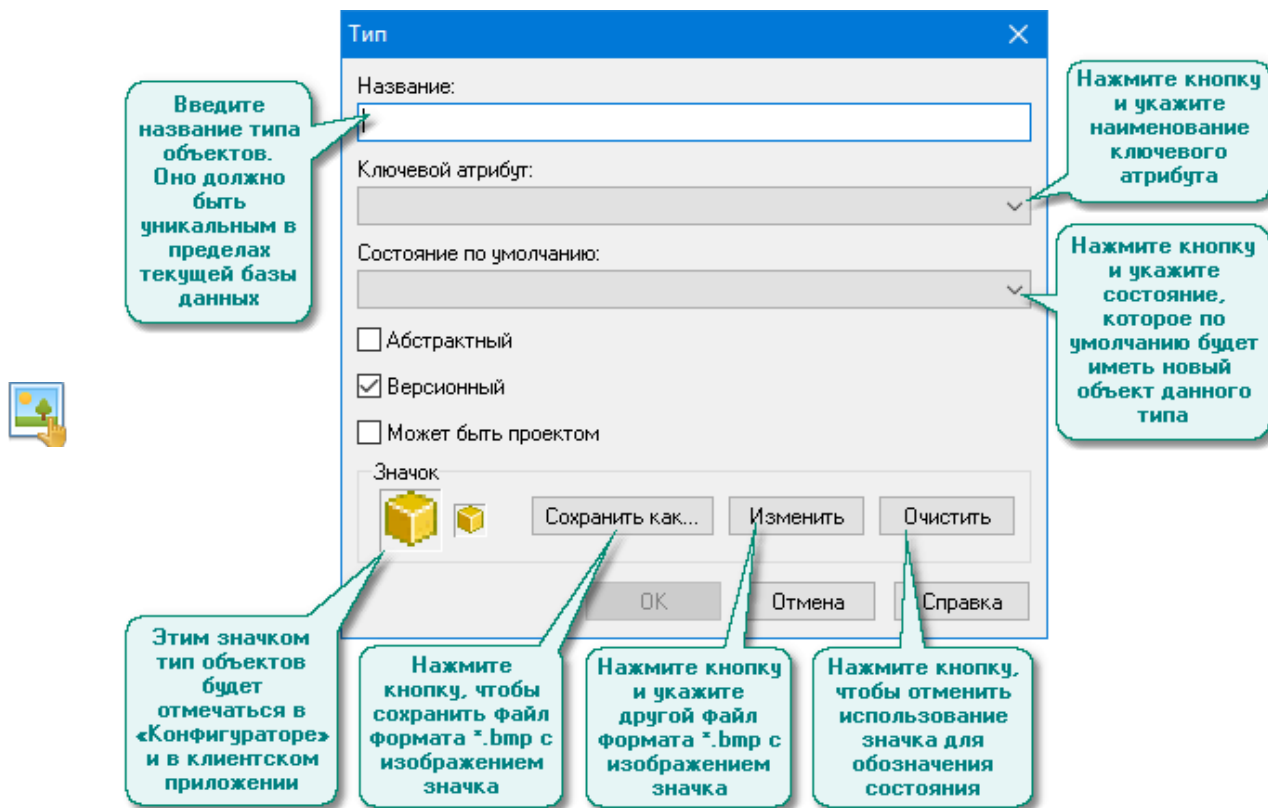 Тип
Название:
Введите
название типа
объектов.
Оно должно
быть
уникальным в
пределах
текущей базы
данных
Нажмите кнопку
и укажите
наименование
ключевого
атрибута
Ключевой атрибут:
Состояние по умолчанию:
Нажмите кнопку
и укажите
состояние,
которое по
умолчанию будет
иметь новый
объект данного
типа
Абстрактный
Версионный
Может быть проектом
Значок
Сохранить как...
Изменить
Очистить
OK
Отмена
Справка
Этим значком
тип объектов
будет
отмечаться в
«Конфигураторе»
и в клиентском
приложении
Нажмите
кнопку, чтобы
сохранить файл
формата *.bmp с
изображением
значка
Нажмите кнопку
и укажите
другой файл
формата *.bmp с
изображением
значка
Нажмите кнопку,
чтобы отменить
использование
значка для
обозначения
состояния